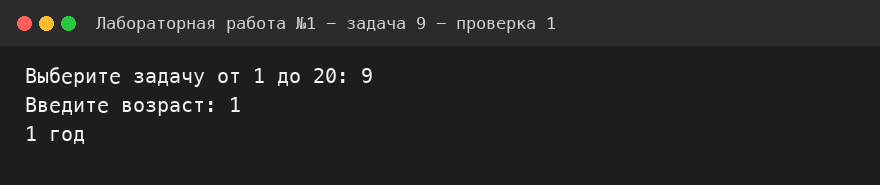 Лабораторная работа №1 — задача 9 — проверка 1
Выберите задачу от 1 до 20: 9
Введите возраст: 1
1 год